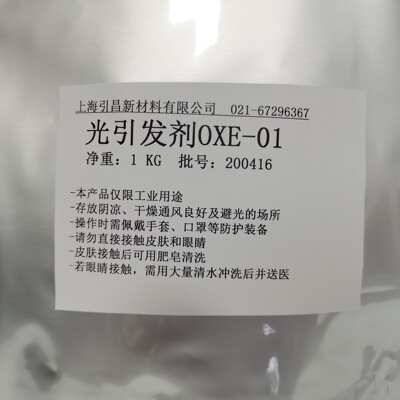 上海引昌新材料有限公司 021-67296367
光引发剂OXE-01
净重：1 KG 批号：200416
-本产品仅限工业用途
-存放阴凉、干燥通风良好及避光的场所
-操作时需佩戴手套、口罩等防护装备
-请勿直接接触皮肤和眼睛
-皮肤接触后可用肥皂清洗
-若眼睛接触，需用大量清水冲洗后并送医